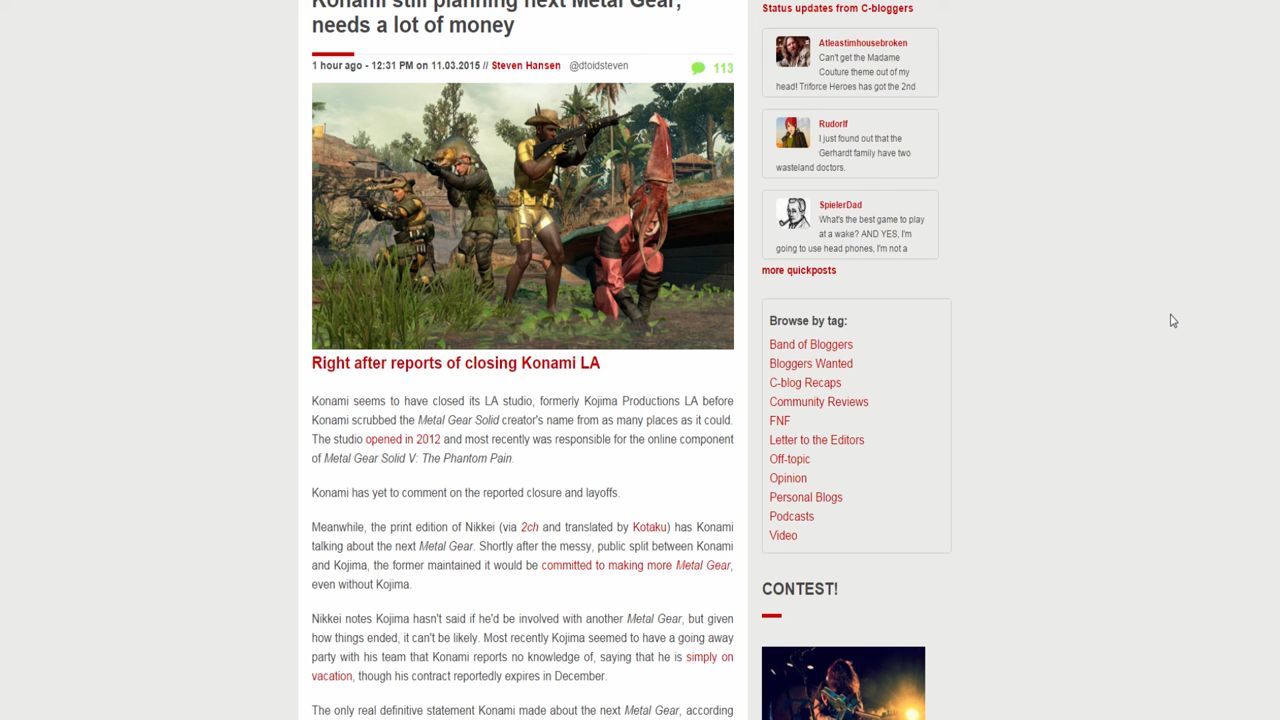 Konami still planning next Metal Gear,
needs a lot of money
1 hour ago - 12:31 PM on 11.03.2015 // Steven Hansen @dtoidsteven 113
Right after reports of closing Konami LA
Konami seems to have closed its LA studio, formerly Kojima Productions LA before
Konami scrubbed the Metal Gear Solid creator's name from as many places as it could.
The studio opened in 2012 and most recently was responsible for the online component
of Metal Gear Solid V: The Phantom Pain.
Konami has yet to comment on the reported closure and layoffs.
Meanwhile, the print edition of Nikkei (via 2ch and translated by Kotaku) has Konami
talking about the next Metal Gear. Shortly after the messy, public split between Konami
and Kojima, the former maintained it would be committed to making more Metal Gear,
even without Kojima.
Nikkei notes Kojima hasn't said if he'd be involved with another Metal Gear, but given
how things ended, it can't be likely. Most recently Kojima seemed to have a going away
party with his team that Konami reports no knowledge of, saying that he is simply on
vacation, though his contract reportedly expires in December.
The only real definitive statement Konami made about the next Metal Gear, according
Status updates from C-bloggers
Atleastimhousebroken
Can't get the Madame
Couture theme out of my
head! Triforce Heroes has got the 2nd
Rudorlf
I just found out that the
Gerhardt family have two
wasteland doctors.
SpielerDad
What's the best game to play
at a wake? AND YES, I'm
going to use head phones, I'm not a
more quickposts
Browse by tag:
Band of Bloggers
Bloggers Wanted
C-blog Recaps
Community Reviews
FNF
Letter to the Editors
Off-topic
Opinion
Personal Blogs
Podcasts
Video
CONTEST!